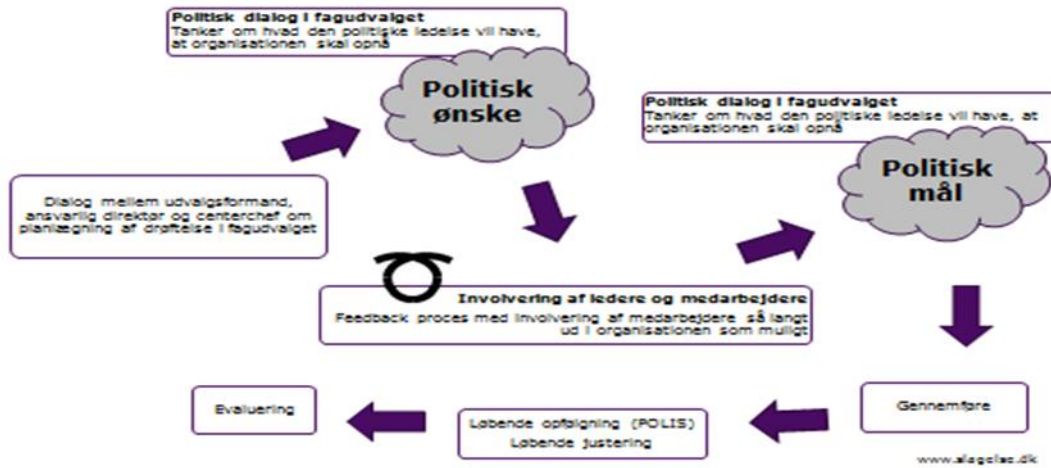 Politisk dialog i fagudvalget
Tanker om hvad den politiske ledelse vil have,
at organisationen skal opnå
Politisk
ønske
Politisk dialog i fagudvalget
Tanker om hvad den politiske ledelse vil have, at
organisationen skal opnå
Politisk
mål
Dialog mellem udvalgsformand,
ansvarlig direktør og centerchef om
planlægning af drøftelse i fagudvalget
Involvering af ledere og medarbejdere
Feedback proces med involvering af medarbejdere så langt
ud i organisationen som muligt
Gennemføre
Løbende opfølgning (POLIS)
Løbende justering
Evaluering
www.slagelse.dk